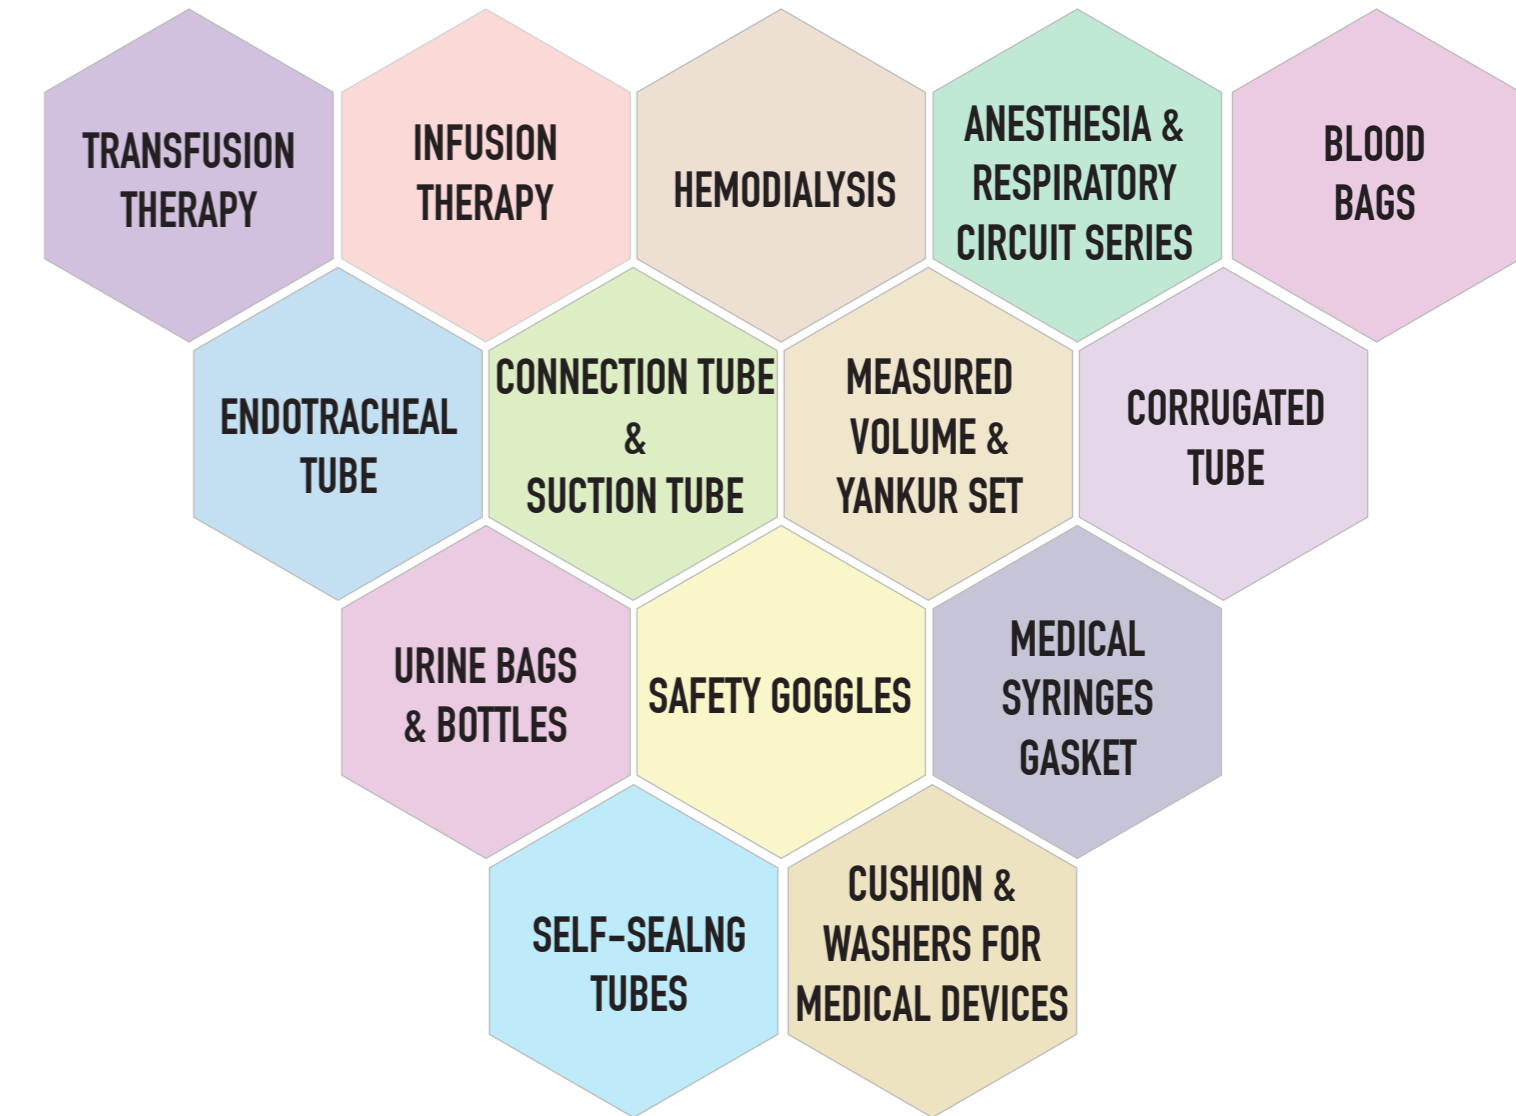 TRANSFUSION
THERAPY
INFUSION
THERAPY
HEMODIALYSIS
ANESTHESIA &
RESPIRATORY
CIRCUIT SERIES
BLOOD
BAGS
ENDOTRACHEAL
TUBE
CONNECTION TUBE
&
SUCTION TUBE
MEASURED
VOLUME &
YANKUR SET
CORRUGATED
TUBE
URINE BAGS
& BOTTLES
SAFETY GOGGLES
MEDICAL
SYRINGES
GASKET
SELF-SEALNG
TUBES
CUSHION &
WASHERS FOR
MEDICAL DEVICES